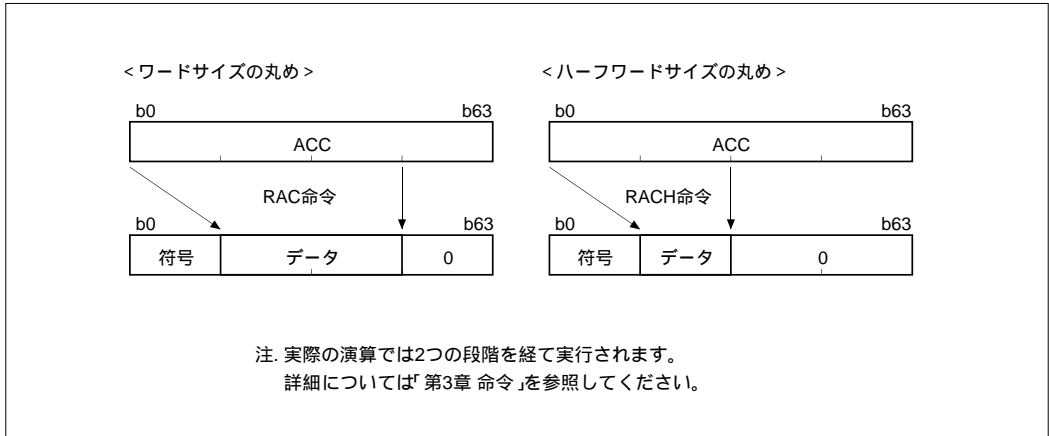 <ワードサイズの丸め>
b0 b63
ACC
RAC命令
b0 b63
符号 データ 0
<ハーフワードサイズの丸め>
b0 b63
ACC
RACH命令
b0 b63
符号 データ 0
注. 実際の演算では2つの段階を経て実行されます。
詳細については「第3章 命令」を参照してください。